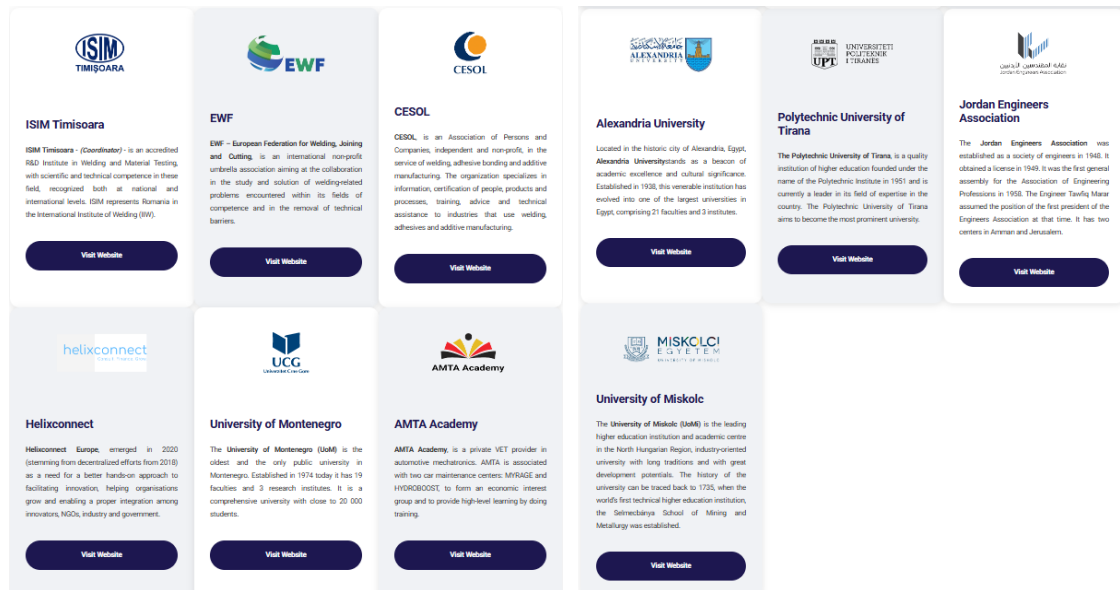 ISIM
TIMIȘOARA
ISIM Timisoara
ISIM Timisoara - (Coordinator) - is an accredited
R&D Institute in Welding and Material Testing,
with scientific and technical competence in these
field, recognized both at national and
international levels. ISIM represents Romania in
the International Institute of Welding (IIW).
Visit Website
EWF
EWF
EWF – European Federation for Welding, Joining
and Cutting, is an international non-profit
umbrella association aiming at the collaboration
in the study and solution of welding-related
problems encountered within its fields of
competence and in the removal of technical
barriers.
Visit Website
CESOL
CESOL
CESOL, is an Association of Persons and
Companies, independent and non-profit, in the
service of welding, adhesive bonding and additive
manufacturing. The organization specializes in
information, certification of people, products and
processes, training, advice and technical
assistance to industries that use welding,
adhesives and additive manufacturing.
Visit Website
ALEXANDRIA
UNIVERSITY
Alexandria University
Located in the historic city of Alexandria, Egypt,
Alexandria Universitystands as a beacon of
academic excellence and cultural significance.
Established in 1938, this venerable institution has
evolved into one of the largest universities in
Egypt, comprising 21 faculties and 3 institutes.
Visit Website
UPT
UNIVERSITETI
POLITEKNIK
I TIRANËS
Polytechnic University of
Tirana
The Polytechnic University of Tirana, is a quality
institution of higher education founded under the
name of the Polytechnic Institute in 1951 and is
currently a leader in its field of expertise in the
country. The Polytechnic University of Tirana
aims to become the most prominent university.
Visit Website
نقابة المهندسين الأردنيين
Jordan Engineers Association
Jordan Engineers
Association
The Jordan Engineers Association was
established as a society of engineers in 1948. It
obtained a license in 1949. It was the first general
assembly for the Association of Engineering
Professions in 1958. The Engineer Tawfiq Marar
assumed the position of the first president of the
Engineers Association at that time. It has two
centers in Amman and Jerusalem.
Visit Website
helixconnect
Helixconnect
Helixconnect Europe, emerged in 2020
(stemming from decentralized efforts from 2018)
as a need for a better hands-on approach to
facilitating innovation, helping organisations
grow and enabling a proper integration among
innovators, NGOs, industry and government.
Visit Website
UCG
Univerzitet Crne Gore
University of Montenegro
The University of Montenegro (UoM) is the
oldest and the only public university in
Montenegro. Established in 1974 today it has 19
faculties and 3 research institutes. It is a
comprehensive university with close to 20 000
students.
Visit Website
AMTA Academy
AMTA Academy
AMTA Academy, is a private VET provider in
automotive mechatronics. AMTA is associated
with two car maintenance centers: MYRAGE and
HYDROBOOST, to form an economic interest
group and to provide high-level learning by doing
training.
Visit Website
MISKOLCI
EGYETEM
UNIVERSITY OF MISKOLC
University of Miskolc
The University of Miskolc (UoMi) is the leading
higher education institution and academic centre
in the North Hungarian Region, industry-oriented
university with long traditions and with great
development potentials. The history of the
university can be traced back to 1735, when the
world's first technical higher education institution,
the Selmecbánya School of Mining and
Metallurgy was established.
Visit Website